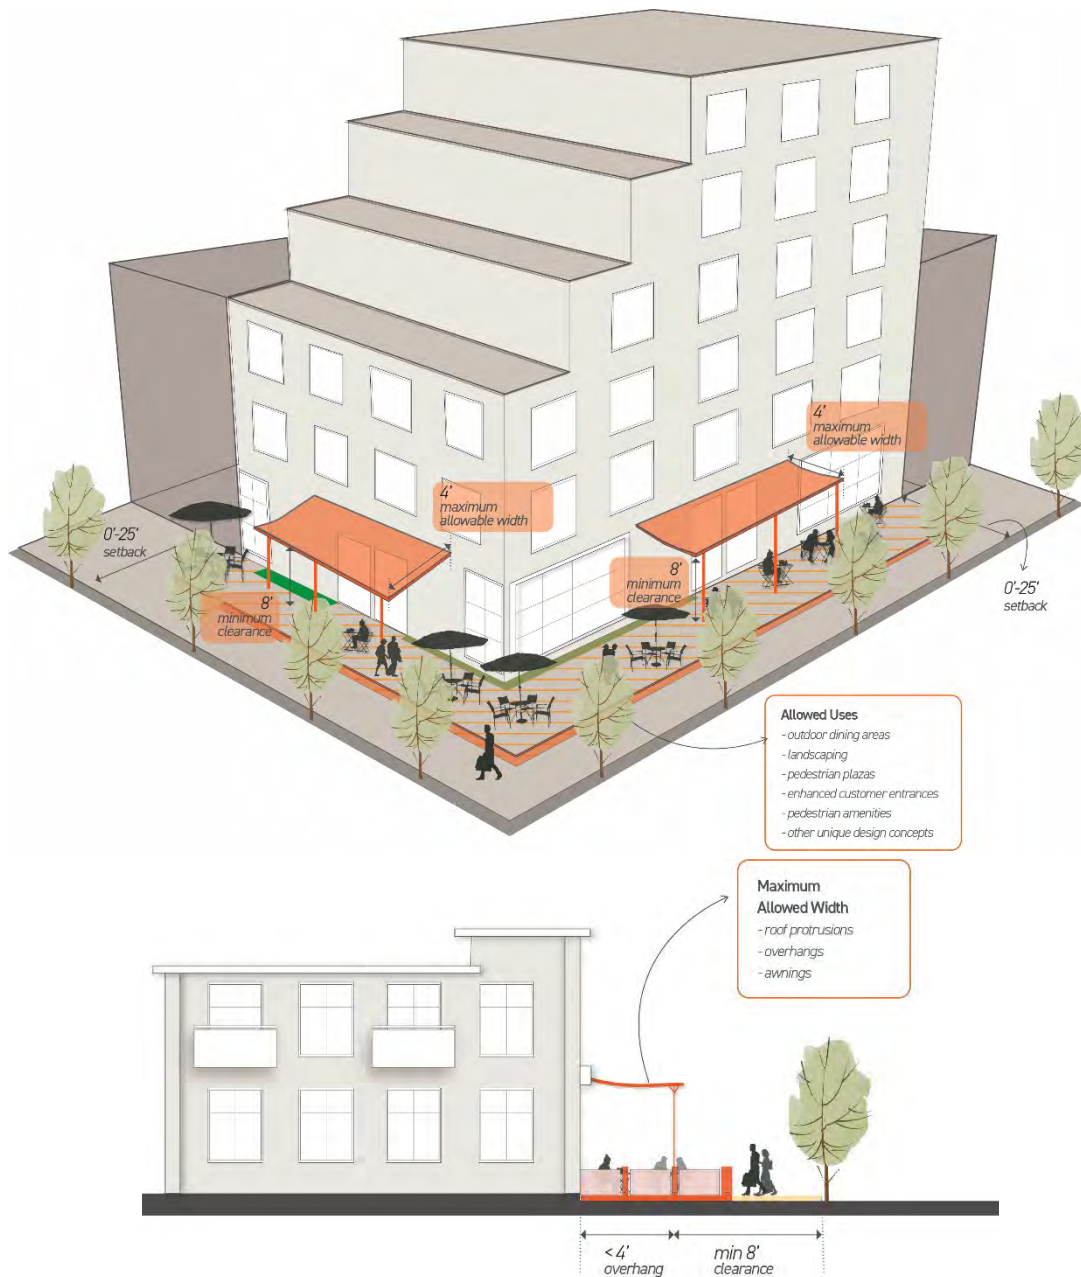 4'
maximum
allowable width
4'
maximum
allowable width
0'-25'
setback
8'
minimum
clearance
8'
minimum
clearance
0'-25'
setback
Allowed Uses
- outdoor dining areas
- landscaping
- pedestrian plazas
- enhanced customer entrances
- pedestrian amenities
- other unique design concepts
Maximum
Allowed Width
- roof protrusions
- overhangs
- awnings
< 4'
overhang
min 8'
clearance